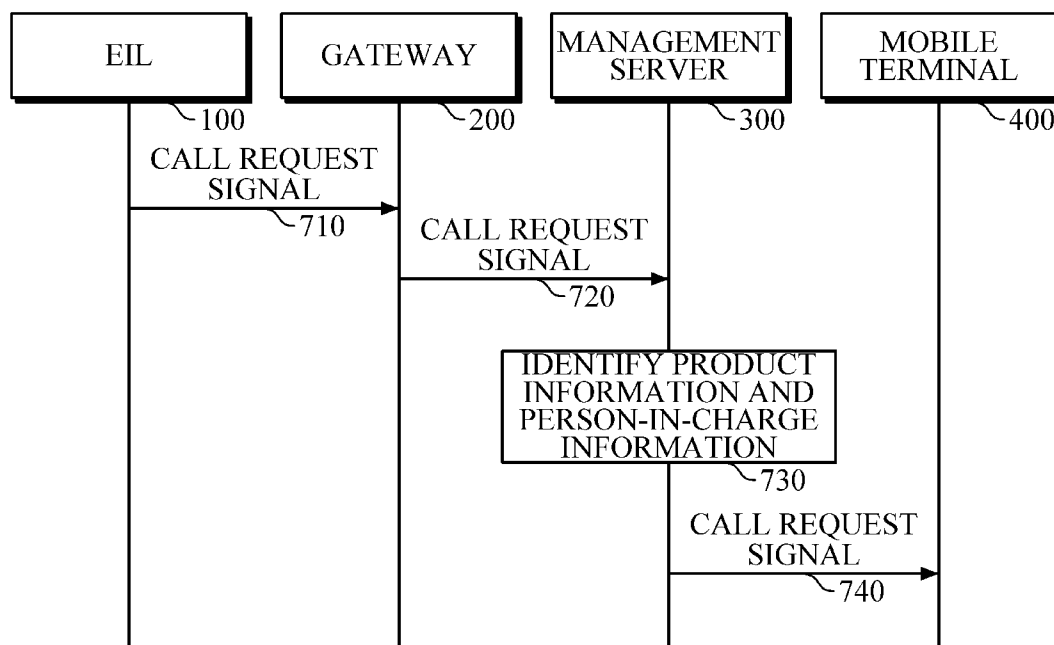 EIL
GATEWAY
MANAGEMENT
SERVER
MOBILE
TERMINAL
100
200
300
400
CALL REQUEST
SIGNAL
710
CALL REQUEST
SIGNAL
720
IDENTIFY PRODUCT
INFORMATION AND
PERSON-IN-CHARGE
INFORMATION
730
CALL REQUEST
SIGNAL
740